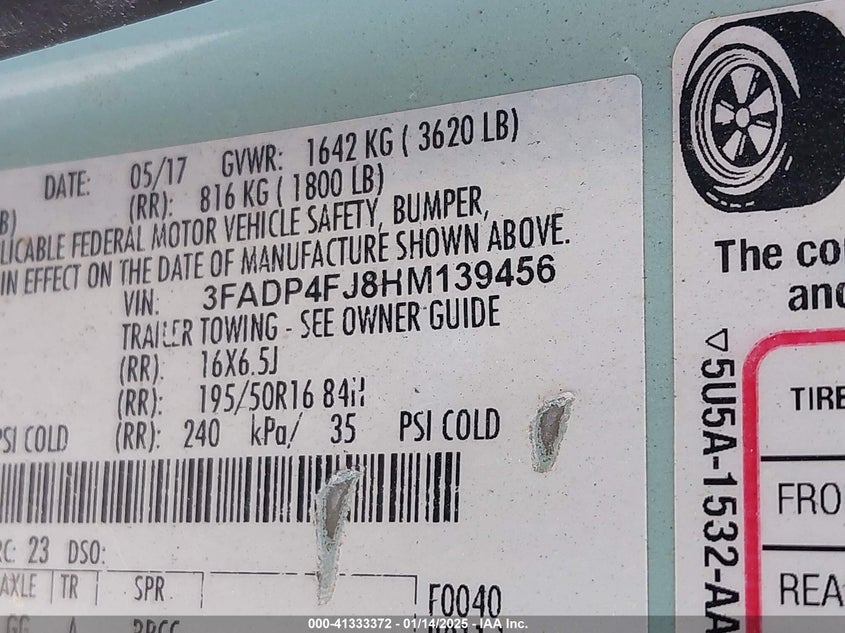 DATE: 05/17 GVWR: 1642 KG ( 3620 LB)
B) (RR): 816 KG ( 1800 LB)
LICABLE FEDERAL MOTOR VEHICLE SAFETY, BUMPER,
IN EFFECT ON THE DATE OF MANUFACTURE SHOWN ABOVE.
VIN: 3FADP4FJ8HM139456
TRAILER TOWING - SEE OWNER GUIDE
(RR): 16X6.5J
(RR): 195/50R16 84H
PSI COLD (RR): 240 kPa/ 35 PSI COLD
RC: 23 DSO:
AXLE TR SPR
F0040
GG A
The co
and
5U5A-1532-AA
TIRE
FRO
REA
000-41333372 - 01/14/2025 - IAA Inc.